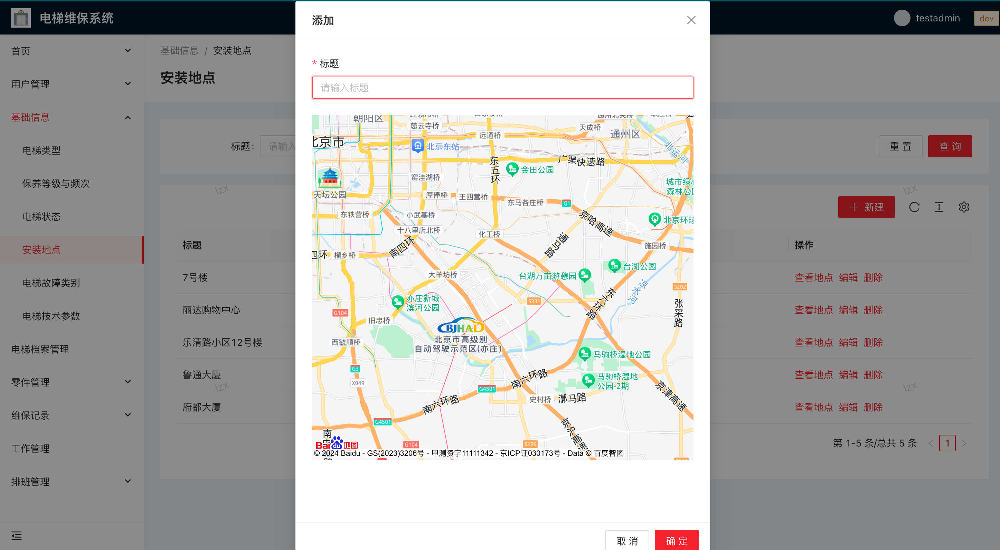 电梯维保系统
testadmin
dev
首页
用户管理
基础信息
电梯类型
保养等级与频次
电梯状态
安装地点
电梯故障类别
电梯技术参数
电梯档案管理
零件管理
维保记录
工作管理
排班管理
基础信息 / 安装地点
安装地点
标题:
请输入
重 置
查 询
+ 新建
标题
操作
7号楼
查看地点 编辑 删除
丽达购物中心
查看地点 编辑 删除
乐清路小区12号楼
查看地点 编辑 删除
鲁通大厦
查看地点 编辑 删除
府都大厦
查看地点 编辑 删除
第 1-5 条/总共 5 条
1
lzx
lzx
lzx
lzx
添加
* 标题
请输入标题
朝阳区
慈云寺桥
天成桥
远通桥
通州区
北京市
北京东站
北运河
东五环
广渠快速路
金田公园
窑洼湖桥
城市绿心
森林公园
天坛公园
厚俸桥
王四营桥
东马各庄桥
G1
东铁营桥
小武基桥
京哈高速
北京环球
十八里店北桥
化工桥
通马路
南四环
施园桥
四环
榴乡桥
台湖公园
大羊坊桥
台湖万亩游憩园
凉水河
S202
亦庄新城
滨河公园
S331
东六环路
张采路
G104
旧忠桥
BJHAD
北京市高级别
自动驾驶示范区(亦庄)
西毓顺桥
马驹桥湿地公园
G3
X049
南六环路
马驹桥湿地
公园-2期
G4501
京津高速
史村桥
漷马路
南六环路
G4501
京沪高速
G104
S226
Bai du 地图
© 2024 Baidu - GS(2023)3206号 - 甲测资字11111342 - 京ICP证030173号 - Data © 百度智图
取 消
确 定